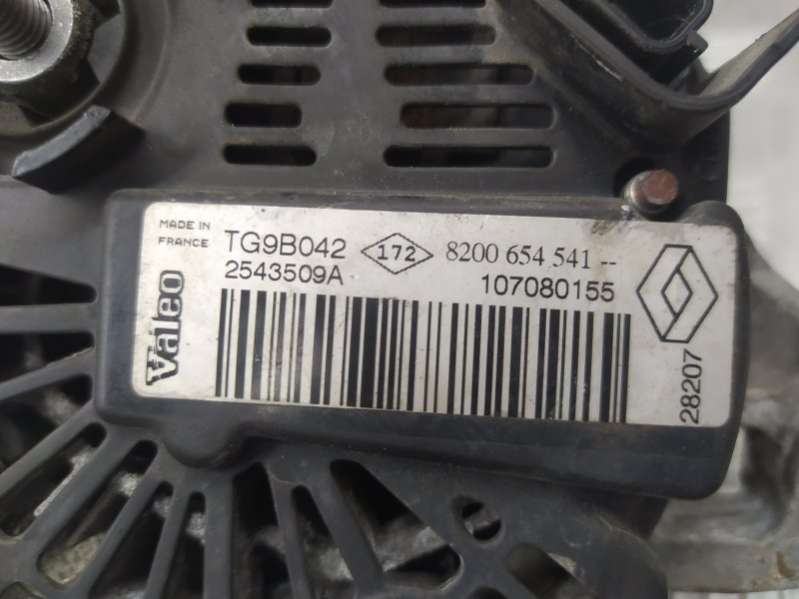 MADE IN
FRANCE
TG9B042 172 8200 654 541 --
2543509A 107080155
Valeo
28207